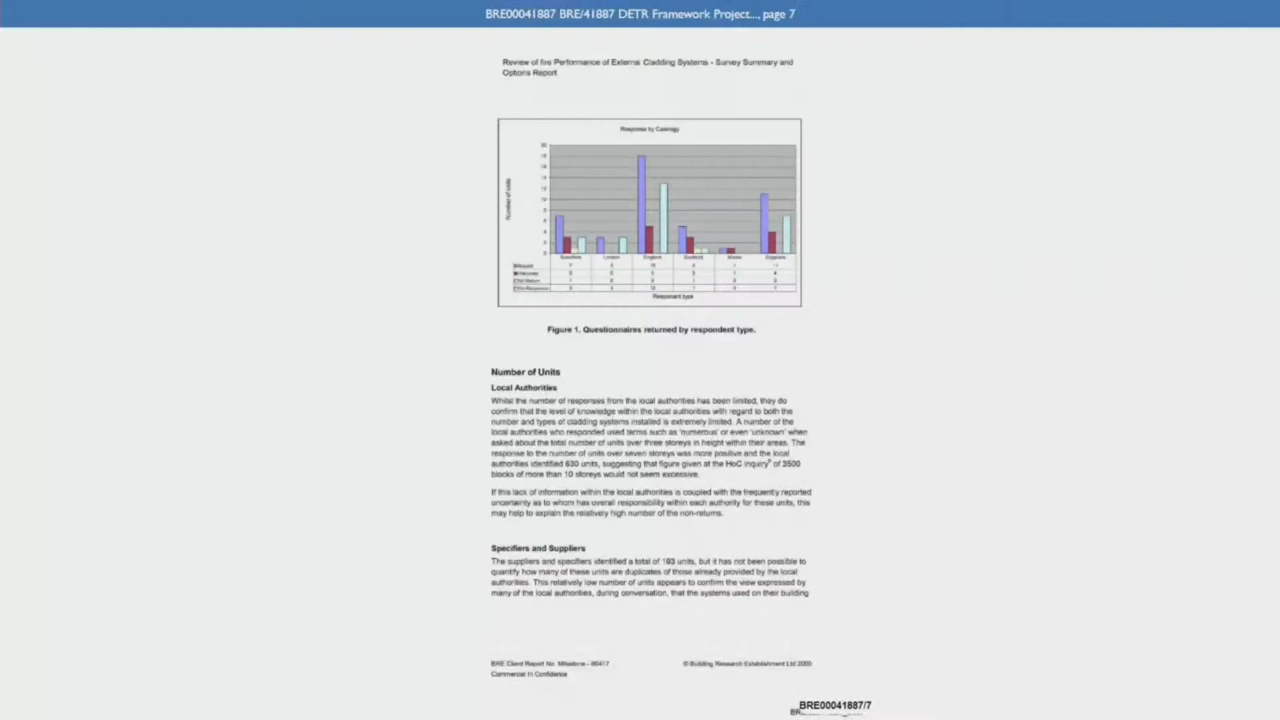 BRE00041887 BRE/41887 DETR Framework Project..., page 7
Review of fire Performance of External Cladding Systems - Survey Summary and
Options Report
Response by Category
Number of units
Specifiers London England Scotland Wales Suppliers
Respondent type
Figure 1. Questionnaires returned by respondent type.
Number of Units
Local Authorities
Whilst the number of responses from the local authorities has been limited, they do
confirm that the level of knowledge within the local authorities with regard to both the
number and types of cladding systems installed is extremely limited. A number of the
local authorities who responded used terms such as 'numerous' or even 'unknown' when
asked about the total number of units over three storeys in height within their areas. The
response to the number of units over seven storeys was more positive and the local
authorities identified 630 units, suggesting that figure given at the HoC inquiry of 3500
blocks of more than 10 storeys would not seem excessive.
If this lack of information within the local authorities is coupled with the frequently reported
uncertainty as to whom has overall responsibility within each authority for these units, this
may help to explain the relatively high number of the non-returns.
Specifiers and Suppliers
The suppliers and specifiers identified a total of 193 units, but it has not been possible to
quantify how many of these units are duplicates of those already provided by the local
authorities. This relatively low number of units appears to confirm the view expressed by
many of the local authorities, during conversation, that the systems used on their building
BRE Client Report No. Milestone - 80417
© Building Research Establishment Ltd 2000
Commercial In Confidence
BRE00041887/7